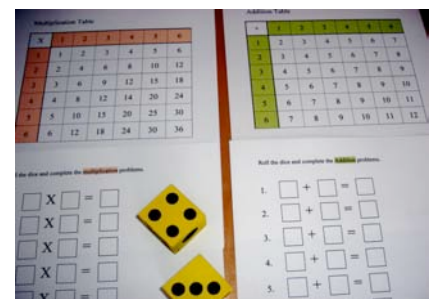 Multiplication Table
X 1 2 3 4 5 6
1 1 2 3 4 5 6
2 2 4 6 8 10 12
3 3 6 9 12 15 18
4 4 8 12 14 20 24
5 5 10 15 20 25 30
6 6 12 18 24 30 36
the dice and complete the multiplication problems.
X =
X =
X =
X =
X =
Addition Table
+ 1 2 3 4 5 6
1 2 3 4 5 6 7
2 3 4 5 6 7 8
3 4 5 6 7 8 9
4 5 6 7 8 9 10
5 6 7 8 9 10 11
6 7 8 9 10 11 12
Roll the dice and complete the Addition problems.
1. + =
2. + =
3. + =
4. + =
5. + =